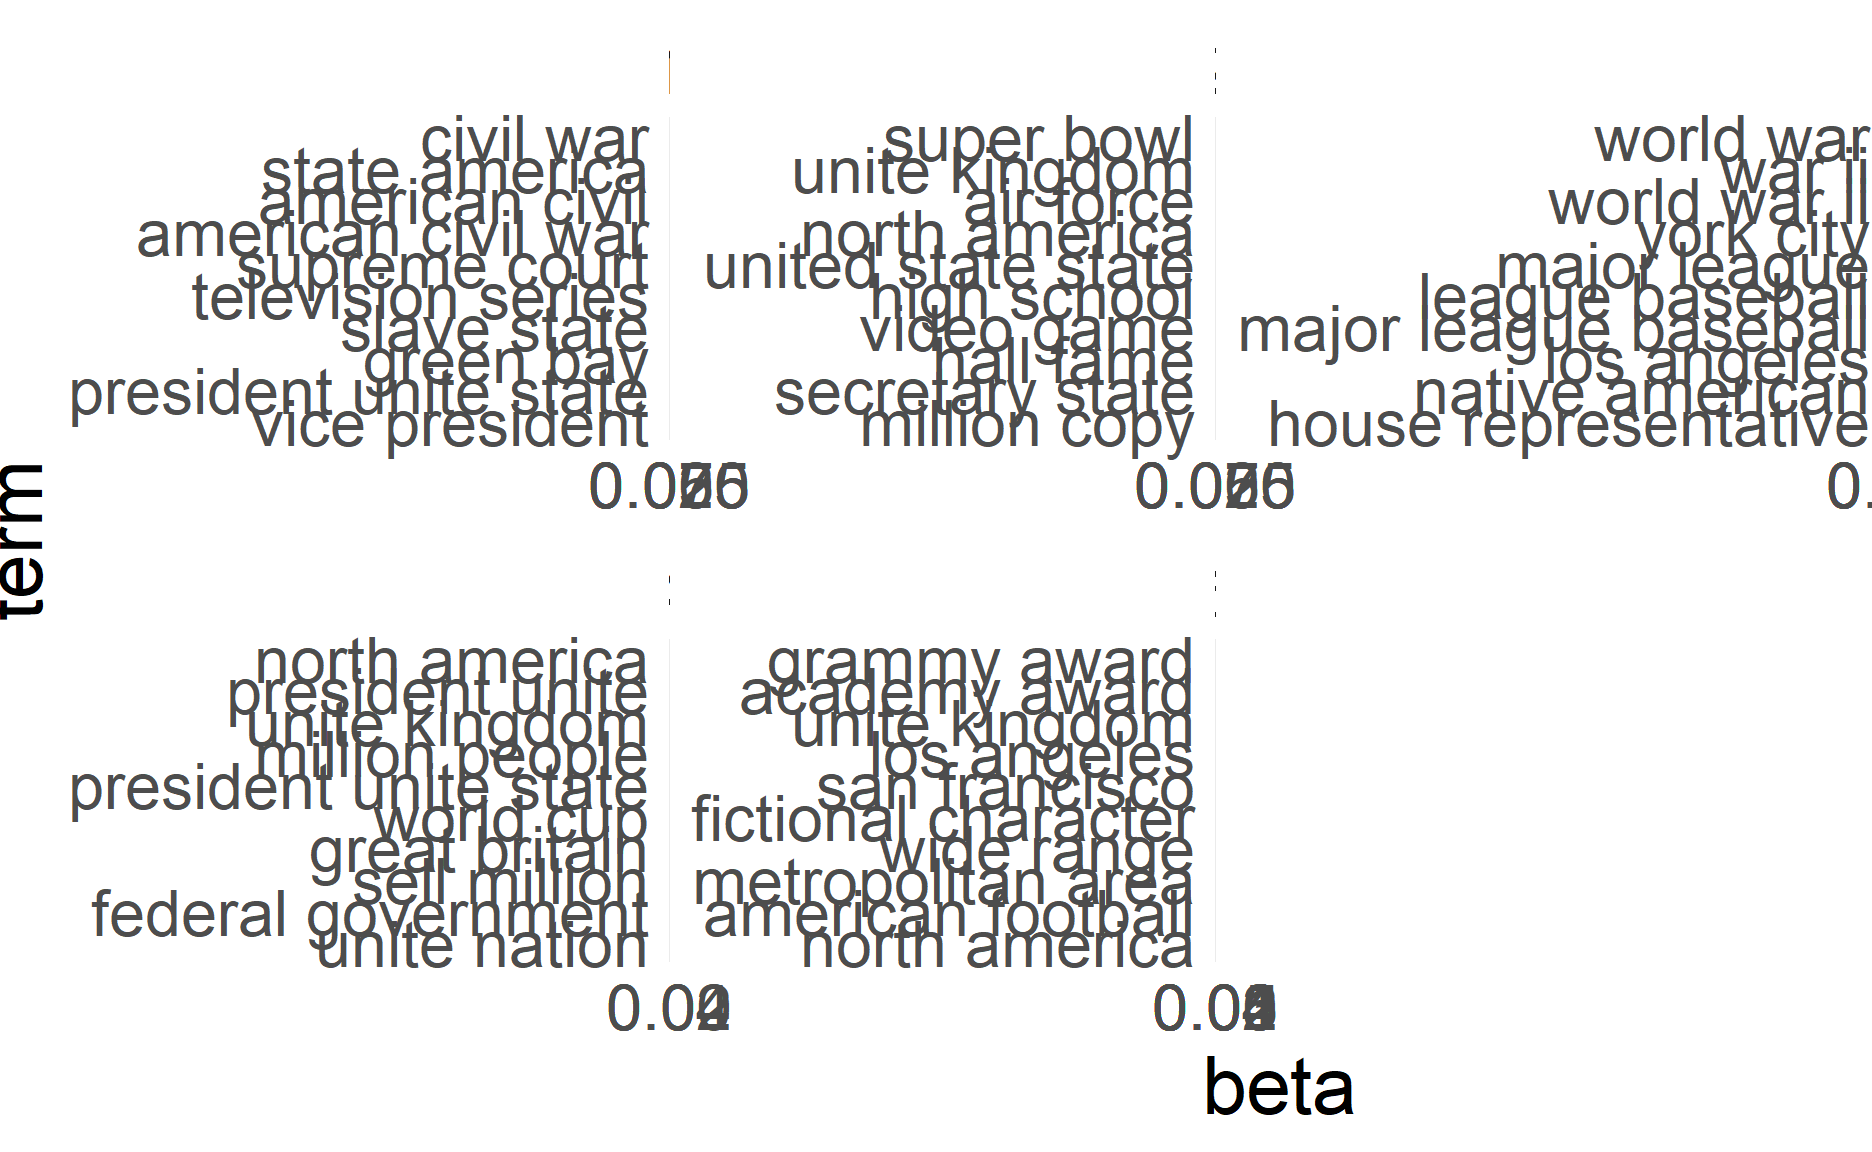 civil war
state america
american civil
american civil war
supreme court
television series
slave state
green bay
president unite state
vice president
super bowl
unite kingdom
air force
north america
united state state
high school
video game
hall fame
secretary state
million copy
world war
war ii
world war ii
york city
major league
league baseball
major league baseball
los angeles
native american
house representative
term
north america
president unite
unite kingdom
million people
president unite state
world cup
great britain
sell million
federal government
unite nation
grammy award
academy award
unite kingdom
los angeles
san francisco
fictional character
wide range
metropolitan area
american football
north america
beta